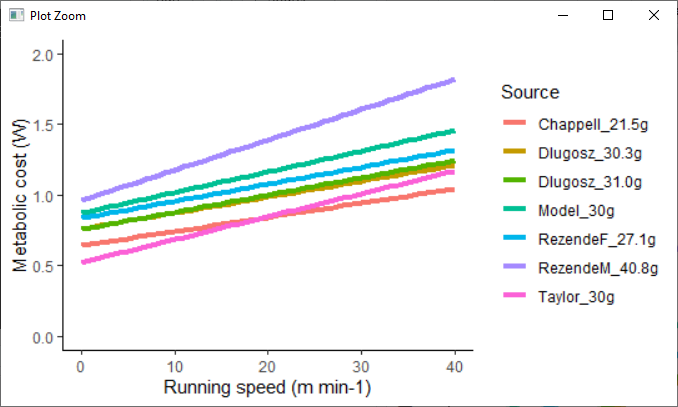 Plot Zoom
2.0
1.5
1.0
0.5
0.0
Metabolic cost (W)
0 10 20 30 40
Running speed (m min-1)
Source
Chappell_21.5g
Dlugosz_30.3g
Dlugosz_31.0g
Model_30g
RezendeF_27.1g
RezendeM_40.8g
Taylor_30g